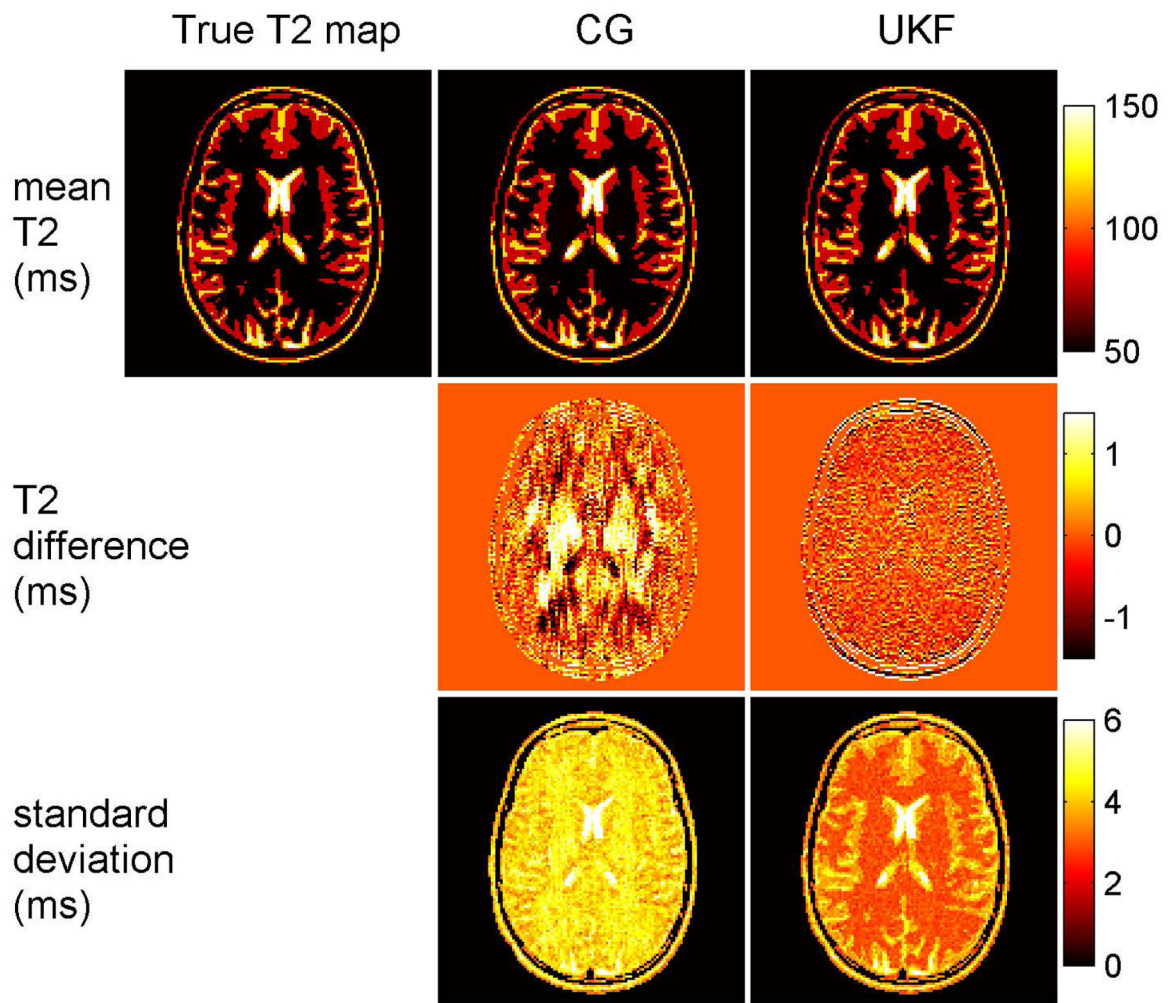 True T2 map CG UKF
mean
T2
(ms)
150
100
50
T2
difference
(ms)
1
0
-1
standard
deviation
(ms)
6
4
2
0